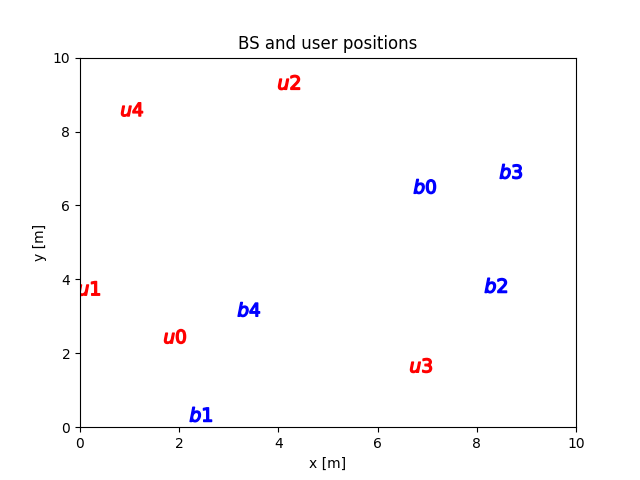 BS and user positions
10
u2
u4
8
b3
b0
6
y [m]
4
u1
b2
b4
u0
2
u3
b1
0
0 2 4 6 8 10
x [m]